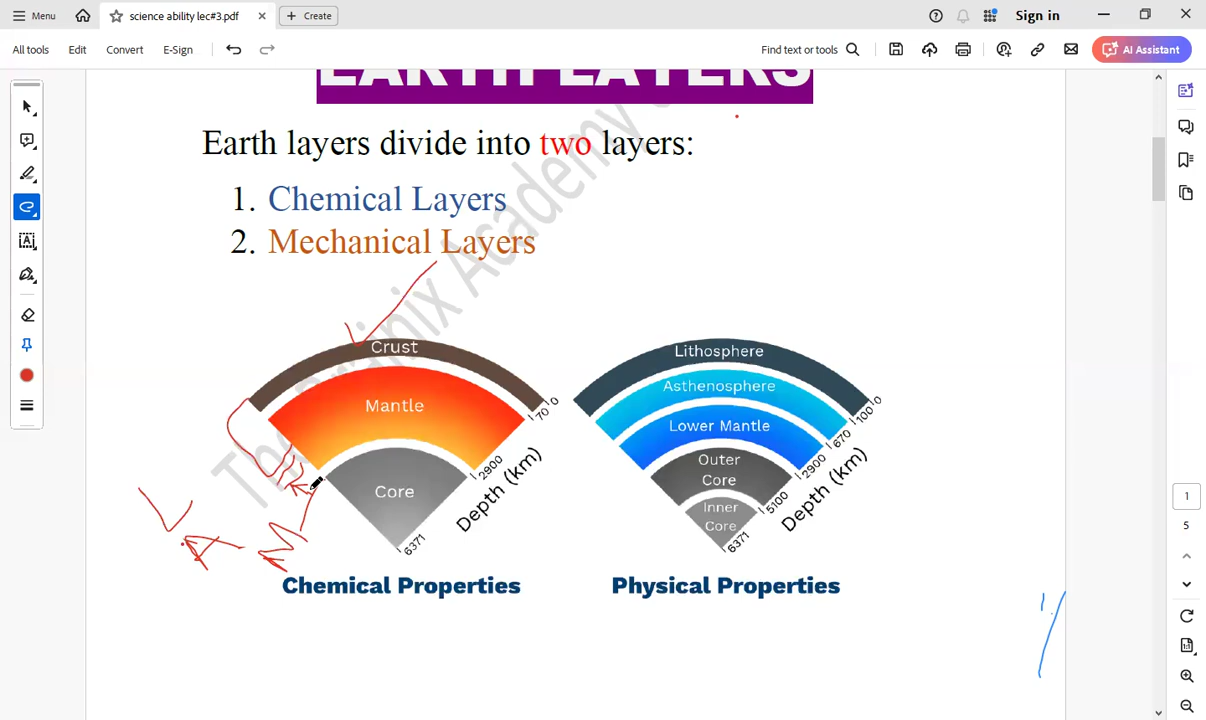 Menu
science ability lec#3.pdf
Create
Sign in
All tools
Edit
Convert
E-Sign
Find text or tools
AI Assistant
EARTH LAYERS
Earth layers divide into two layers:
1. Chemical Layers
2. Mechanical Layers
Crust
Mantle
Core
0
70
2900
6371
Depth (km)
Chemical Properties
Lithosphere
Asthenosphere
Lower Mantle
Outer
Core
Inner
Core
0
100
670
2900
5100
6371
Depth (km)
Physical Properties
L
A
M
1
5